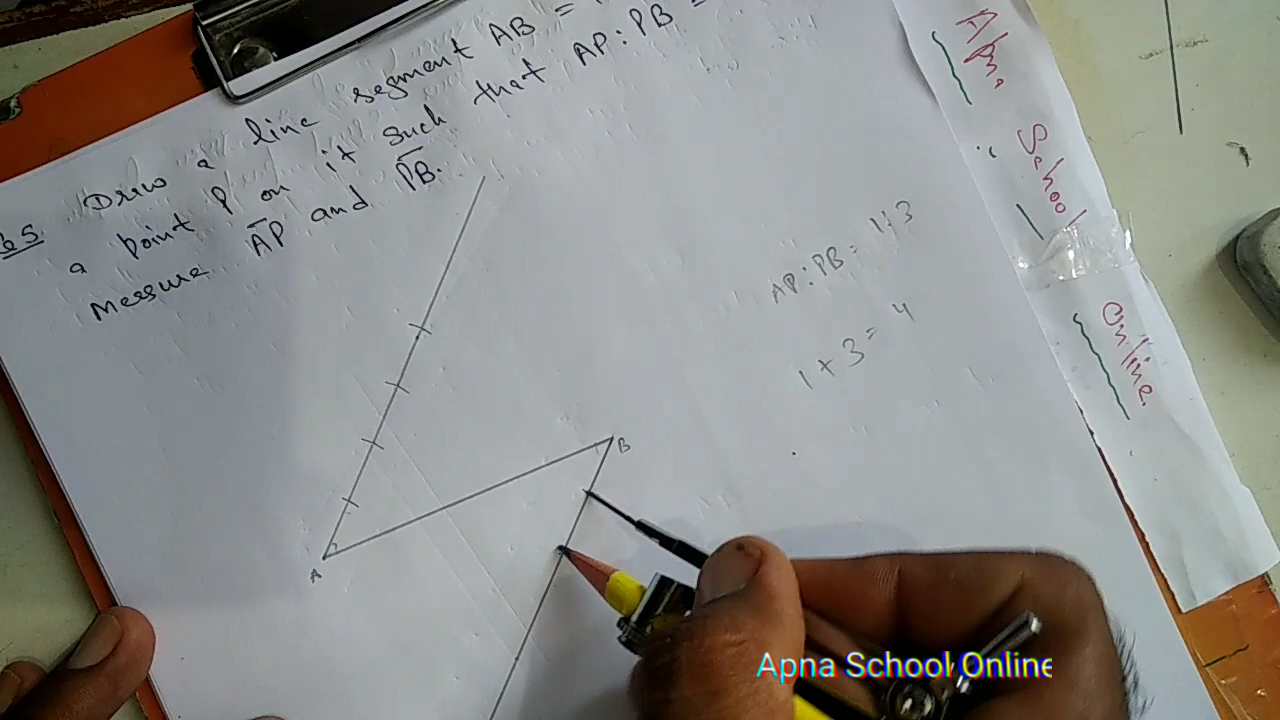 Draw a line segment AB =
a point P on it such that AP : PB =
Measure AP and PB.
AP : PB = 1:3
1 + 3 = 4
A
B
Apna
School
Online
Apna School Online